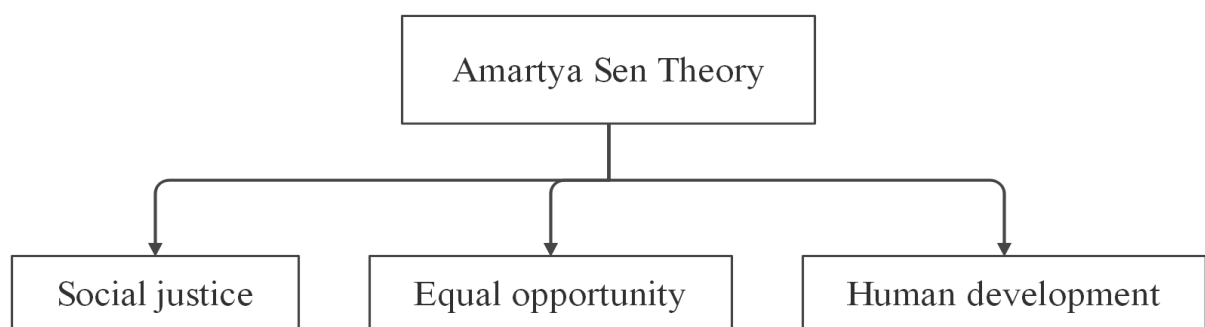 Amartya Sen Theory
Social justice
Equal opportunity
Human development